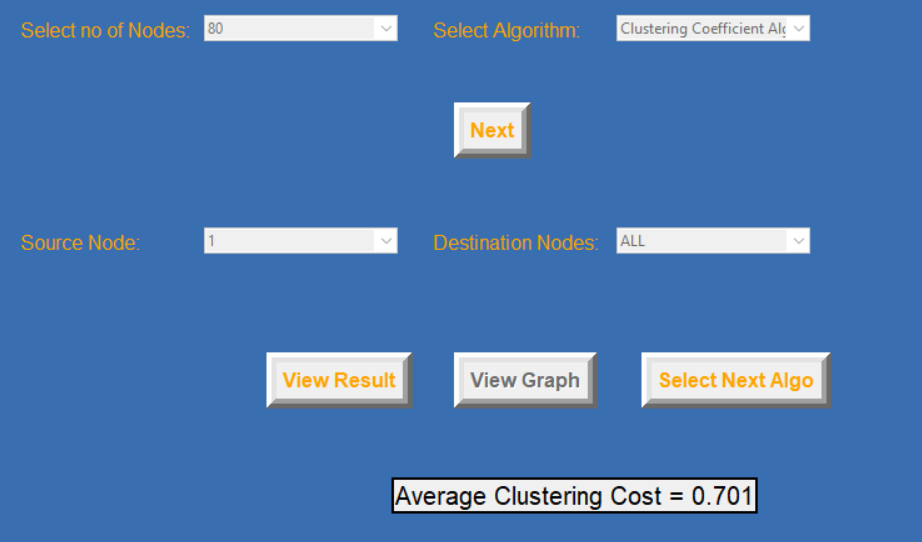 Select no of Nodes: 80 Select Algorithm: Clustering Coefficient Alg
Next
Source Node: 1 Destination Nodes: ALL
View Result View Graph Select Next Algo
Average Clustering Cost = 0.701